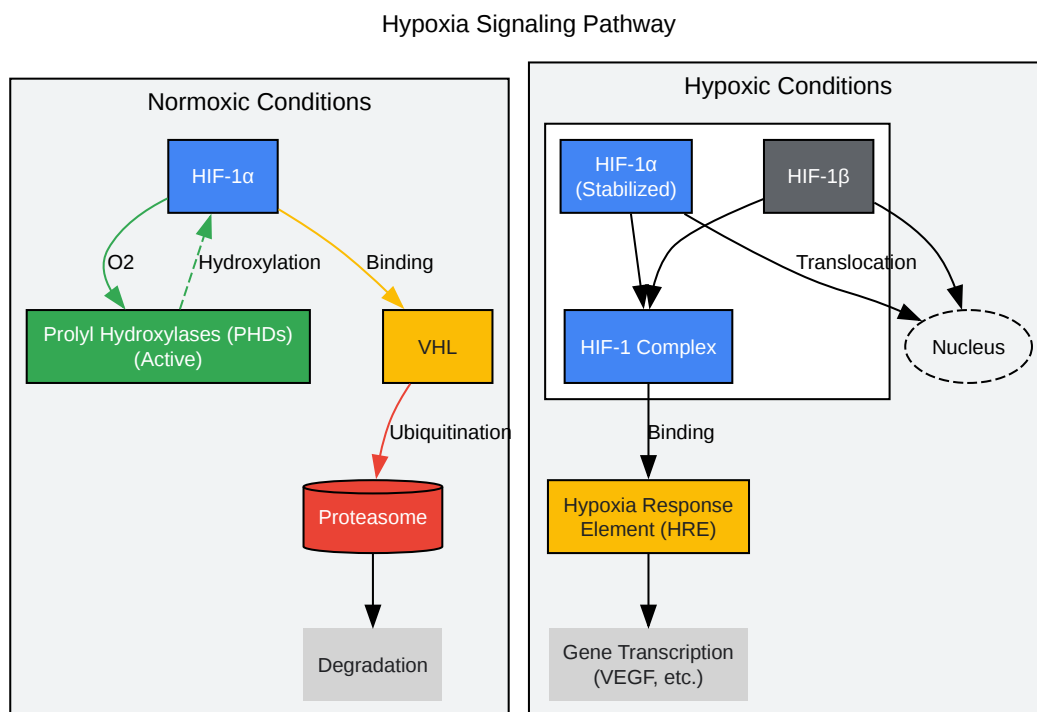 Hypoxia Signaling Pathway
Normoxic Conditions
HIF-1α
O2
Hydroxylation
Binding
Prolyl Hydroxylases (PHDs)
(Active)
VHL
Ubiquitination
Proteasome
Degradation
Hypoxic Conditions
HIF-1α
(Stabilized)
HIF-1β
Translocation
HIF-1 Complex
Nucleus
Binding
Hypoxia Response
Element (HRE)
Gene Transcription
(VEGF, etc.)